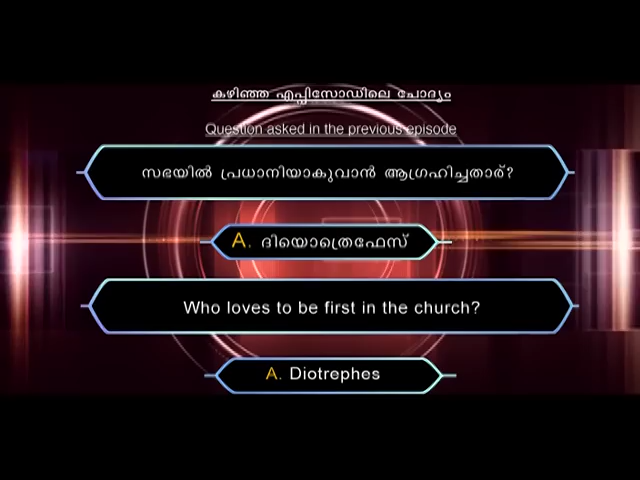 കഴിഞ്ഞ എപ്പിസോഡിലെ ചോദ്യം
Question asked in the previous episode
സഭയിൽ പ്രധാനിയാകുവാൻ ആഗ്രഹിച്ചതാര്?
A. ദിയൊത്രെഫേസ്
Who loves to be first in the church?
A. Diotrephes